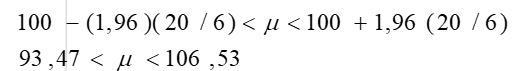 100 – (1,96 )( 20 / 6) < μ < 100 + 1,96 (20 / 6)
93 ,47 < μ < 106 ,53